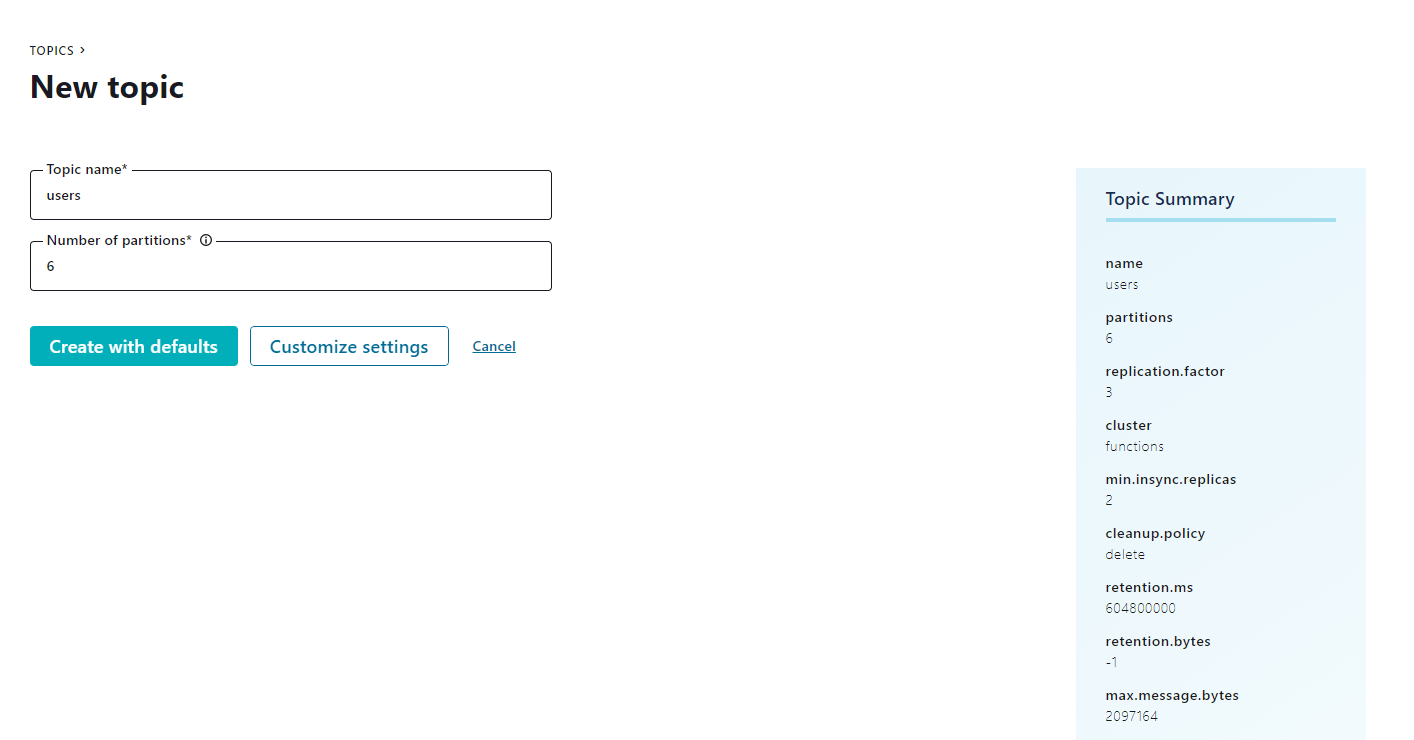 TOPICS >
New topic
Topic name*
users
Number of partitions*
6
Create with defaults
Customize settings
Cancel
Topic Summary
name
users
partitions
6
replication.factor
3
cluster
functions
min.insync.replicas
2
cleanup.policy
delete
retention.ms
604800000
retention.bytes
-1
max.message.bytes
2097164